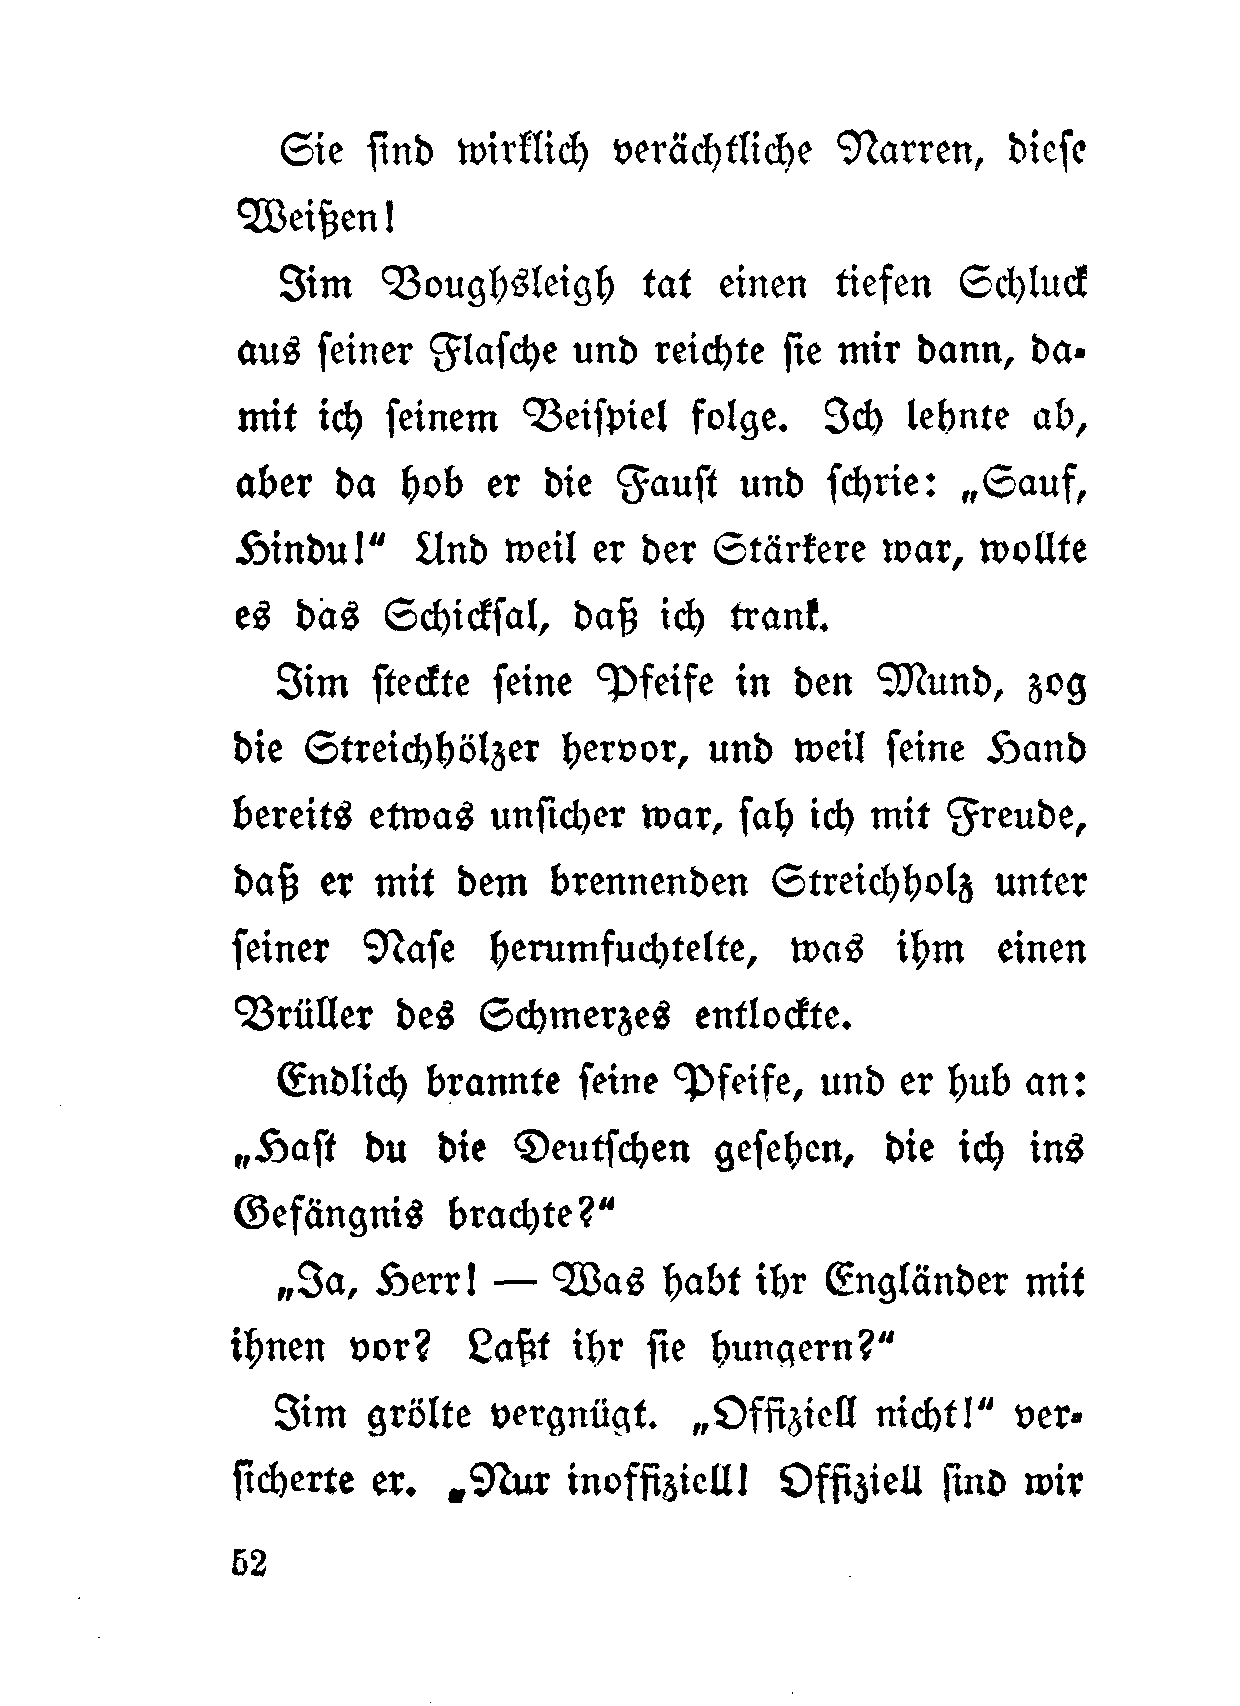 Sie ſind wirklich verächtliche Narren, dieſe
Weißen!
Jim Boughsleigh tat einen tiefen Schluck
aus ſeiner Flaſche und reichte ſie mir dann, da-
mit ich ſeinem Beiſpiel folge. Ich lehnte ab,
aber da hob er die Fauſt und ſchrie: „Sauf,
Hindu!“ Und weil er der Stärkere war, wollte
es das Schickſal, daß ich trank.
Jim ſteckte ſeine Pfeife in den Mund, zog
die Streichhölzer hervor, und weil ſeine Hand
bereits etwas unſicher war, ſah ich mit Freude,
daß er mit dem brennenden Streichholz unter
ſeiner Naſe herumfuchtelte, was ihm einen
Brüller des Schmerzes entlockte.
Endlich brannte ſeine Pfeife, und er hub an:
„Haſt du die Deutſchen geſehen, die ich ins
Gefängnis brachte?“
„Ja, Herr! — Was habt ihr Engländer mit
ihnen vor? Laßt ihr ſie hungern?“
Jim grölte vergnügt. „Offiziell nicht!“ ver-
ſicherte er. „Nur inoffiziell! Offiziell ſind wir
52